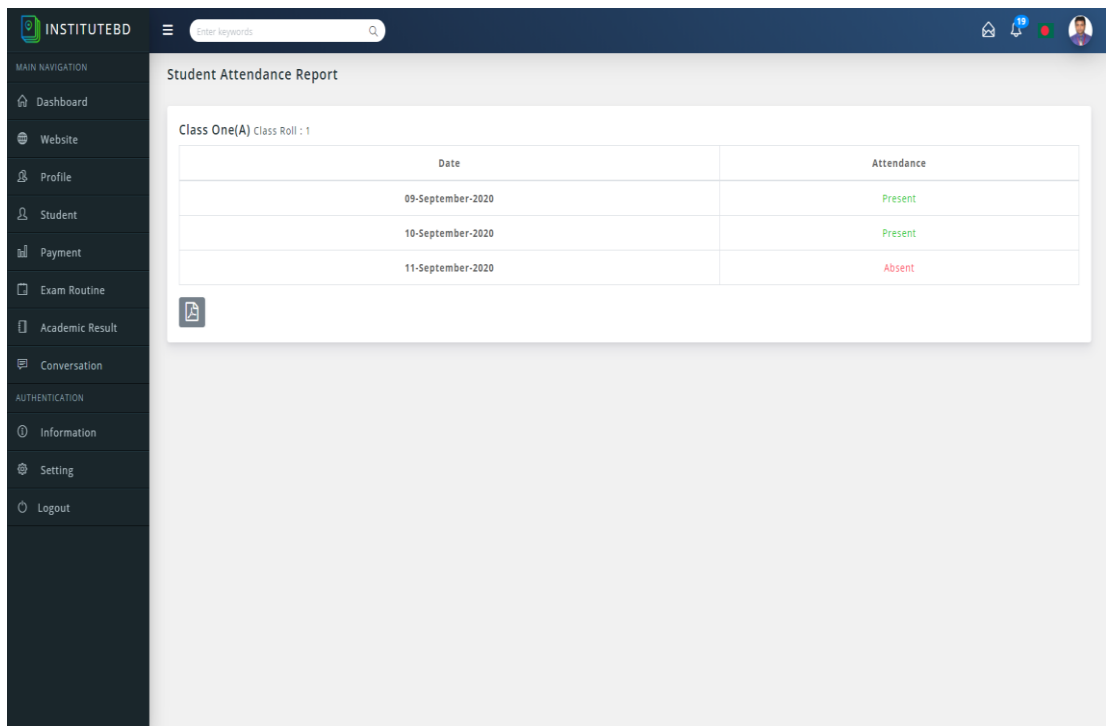 INSTITUTEBD
Enter keywords
19
MAIN NAVIGATION
Dashboard
Website
Profile
Student
Payment
Exam Routine
Academic Result
Conversation
AUTHENTICATION
Information
Setting
Logout
Student Attendance Report
Class One(A) Class Roll : 1
Date Attendance
09-September-2020 Present
10-September-2020 Present
11-September-2020 Absent